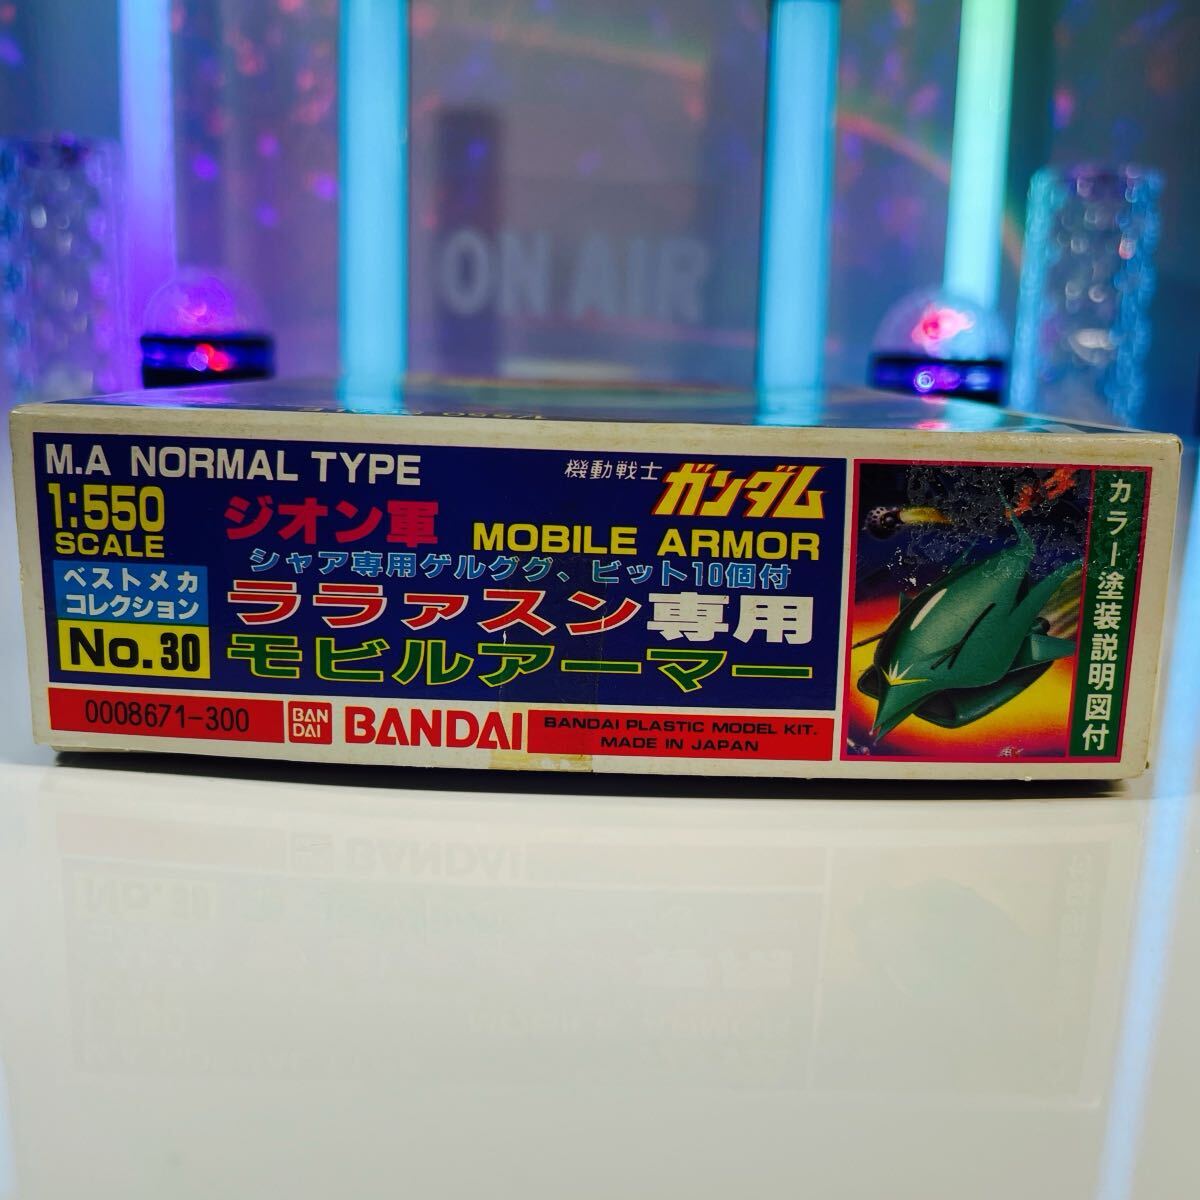 ON AIR
M.A NORMAL TYPE
機動戦士 ガンダム
1:550
SCALE
ジオン軍
MOBILE ARMOR
シャア専用ゲルググ、ビット10個付
ベストメカ
コレクション
No.30
ララァスン専用
モビルアーマー
0008671-300
BAN
DAI
BANDAI
BANDAI PLASTIC MODEL KIT.
MADE IN JAPAN
カラー塗装説明図付